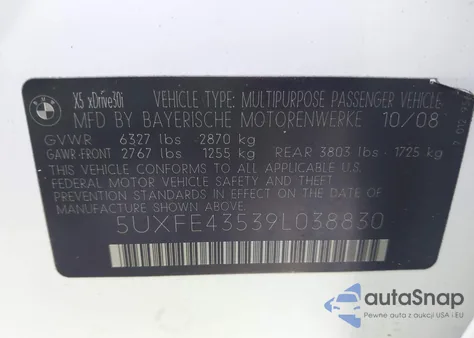 BMW
X5 xDrive30i VEHICLE TYPE: MULTIPURPOSE PASSENGER VEHICLE
MFD BY BAYERISCHE MOTORENWERKE 10/08
GVWR 6327 lbs 2870 kg
GAWR-FRONT 2767 lbs 1255 kg REAR 3803 lbs 1725 kg
THIS VEHICLE CONFORMS TO ALL APPLICABLE
FEDERAL MOTOR VEHICLE SAFETY, BUMPER AND THEFT
PREVENTION STANDARDS IN EFFECT ON THE DATE OF
MANUFACTURE SHOWN ABOVE.
5UXFE43539L038830
autoSnap
Pewne auta z aukcji USA i EU